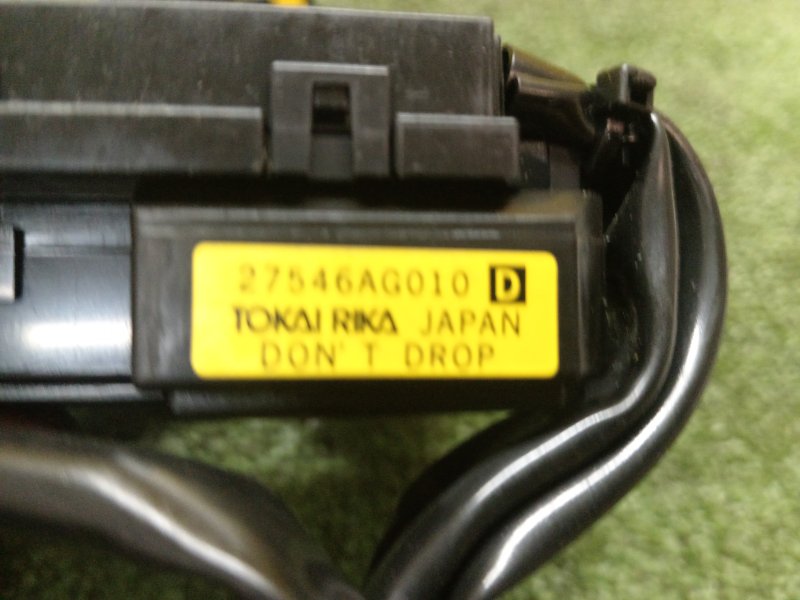 27546AG010 D
TOKAI RIKA JAPAN
DON'T DROP